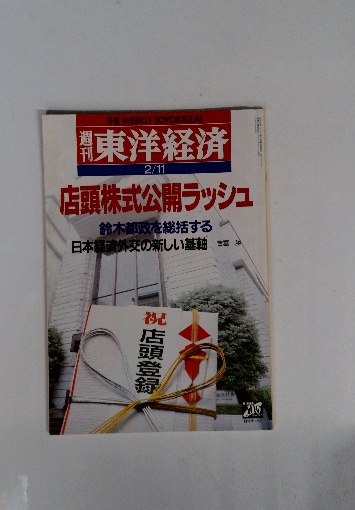 THE WEEKLY TOYOKEIZAI
週刊
東洋経済
2/11
店頭株式公開ラッシュ
鈴木都政を総括する
日本経済外交の新しい基軸
祝
店頭登録